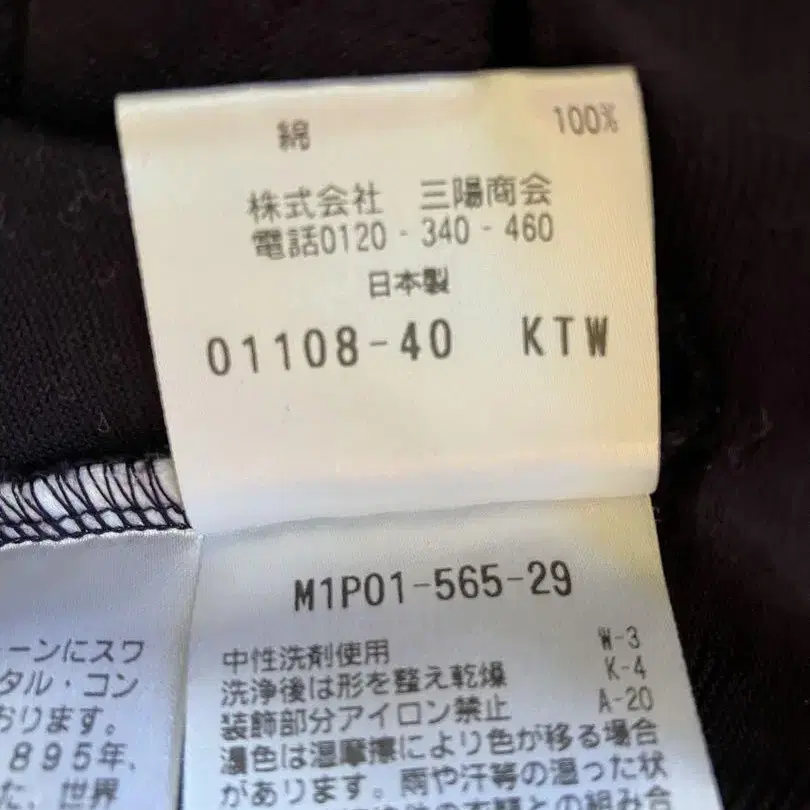 綿 100%
株式会社 三陽商会
電話0120-340-460
日本製
01108-40 KTW
M1P01-565-29
中性洗剤使用 W-3
洗浄後は形を整え乾燥 K-4
装飾部分アイロン禁止 A-20
濃色は湿摩擦により色が移る場合
があります。雨や汗等の湿った状
ーンにスワ
タル・コン
おります。
895年、
た、世界